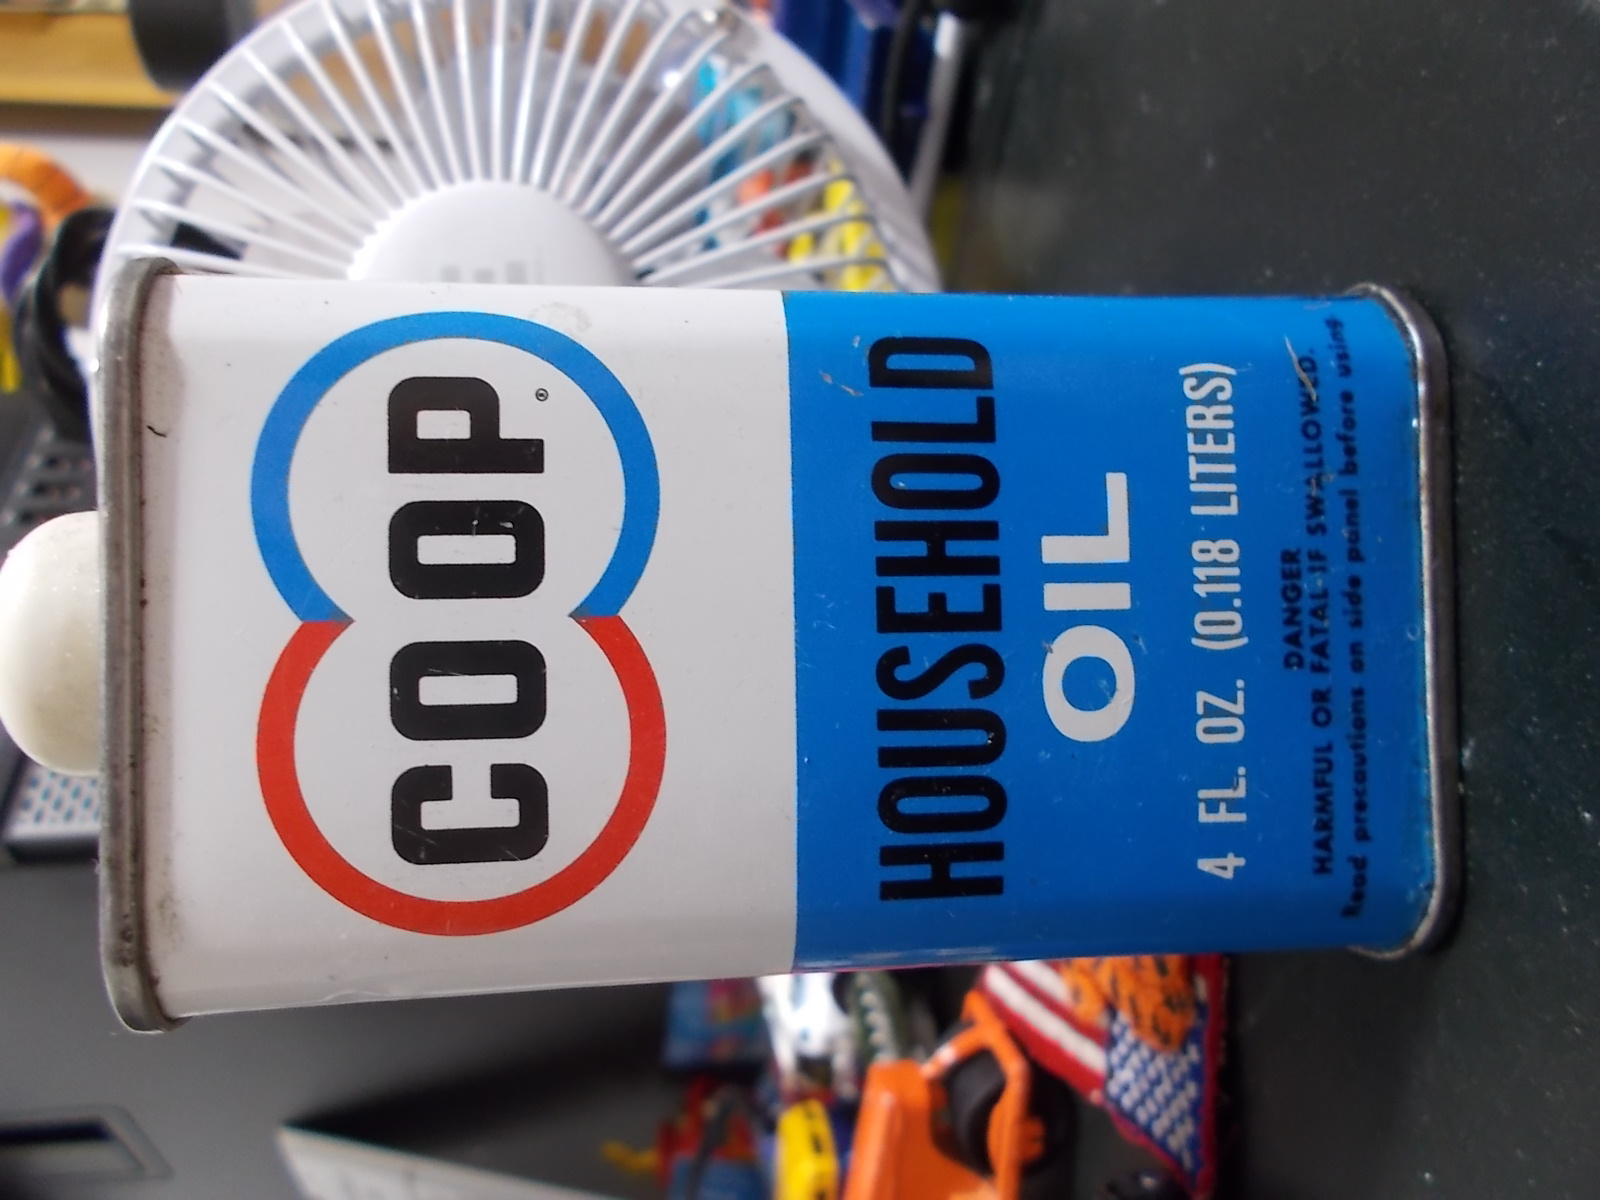 COOP®
HOUSEHOLD
OIL
4 FL. OZ. (0.118 LITERS)
DANGER
HARMFUL OR FATAL IF SWALLOWED.
Read precautions on side panel before using